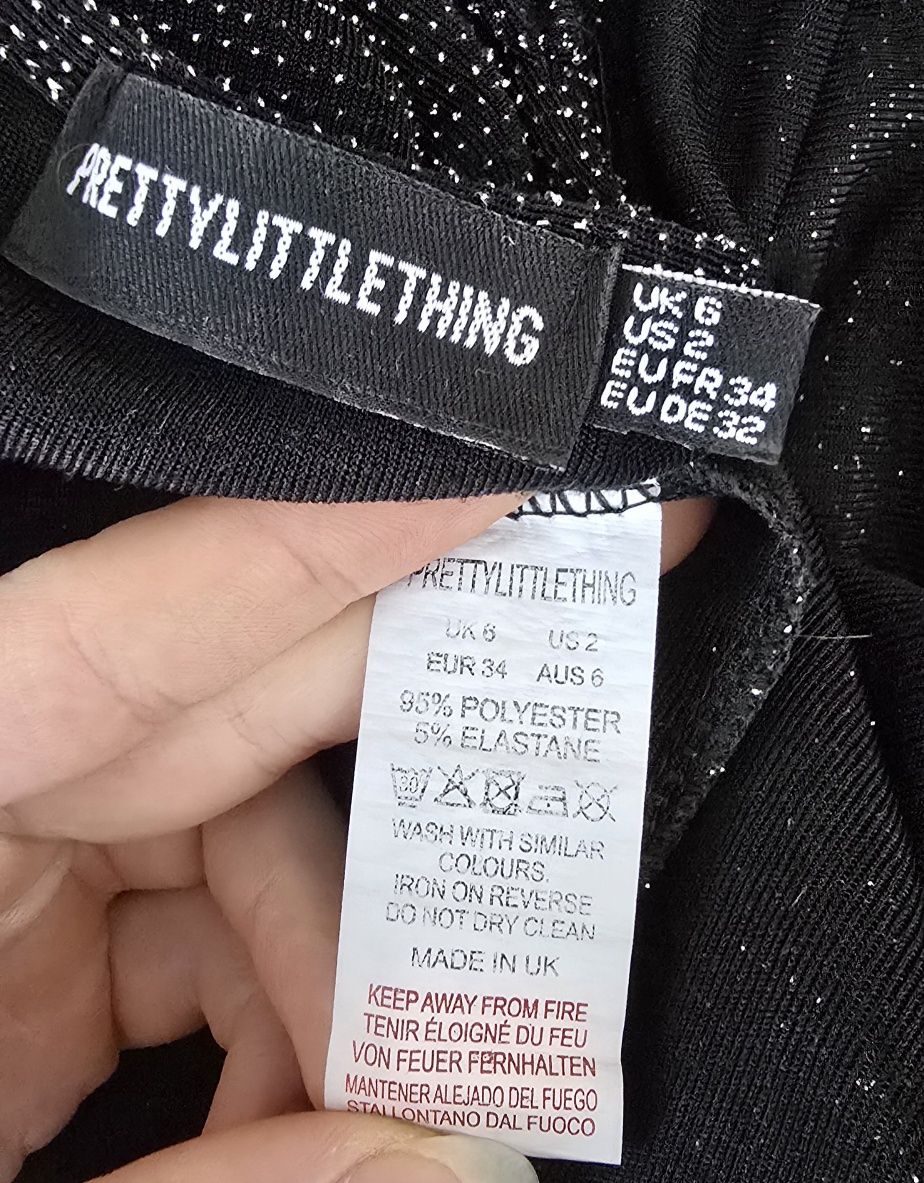 PRETTYLITTLETHING
UK 6
US 2
EU FR 34
EU DE 32
PRETTYLITTLETHING
UK 6 US 2
EUR 34 AUS 6
95% POLYESTER
5% ELASTANE
30
WASH WITH SIMILAR
COLOURS.
IRON ON REVERSE
DO NOT DRY CLEAN
MADE IN UK
KEEP AWAY FROM FIRE
TENIR ÉLOIGNÉ DU FEU
VON FEUER FERNHALTEN
MANTENER ALEJADO DEL FUEGO
STALLONTANO DAL FUOCO